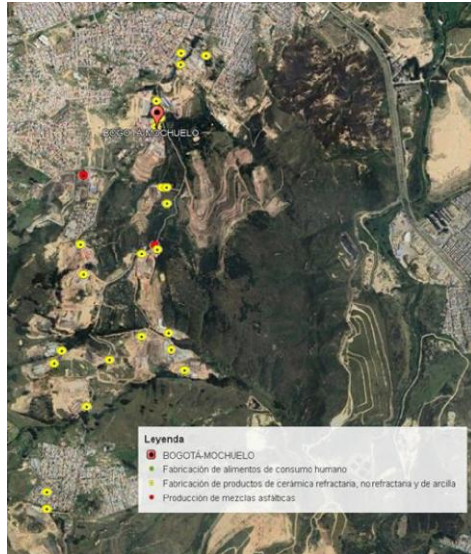 BOGOTÁ-MOCHUELO
Leyenda
BOGOTÁ-MOCHUELO
Fabricación de alimentos de consumo humano
Fabricación de productos de cerámica refractaria, no refractaria y de arcilla
Producción de mezclas asfálticas